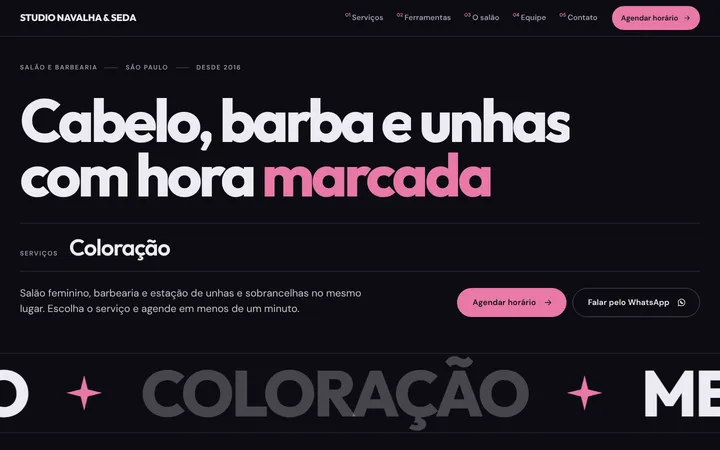 STUDIO NAVALHA & SEDA
01 Serviços 02 Ferramentas 03 O salão 04 Equipe 05 Contato Agendar horário →
SALÃO E BARBEARIA — SÃO PAULO — DESDE 2016
Cabelo, barba e unhas
com hora marcada
SERVIÇOS Coloração
Salão feminino, barbearia e estação de unhas e sobrancelhas no mesmo
lugar. Escolha o serviço e agende em menos de um minuto.
Agendar horário → Falar pelo WhatsApp
O COLORAÇÃO ME